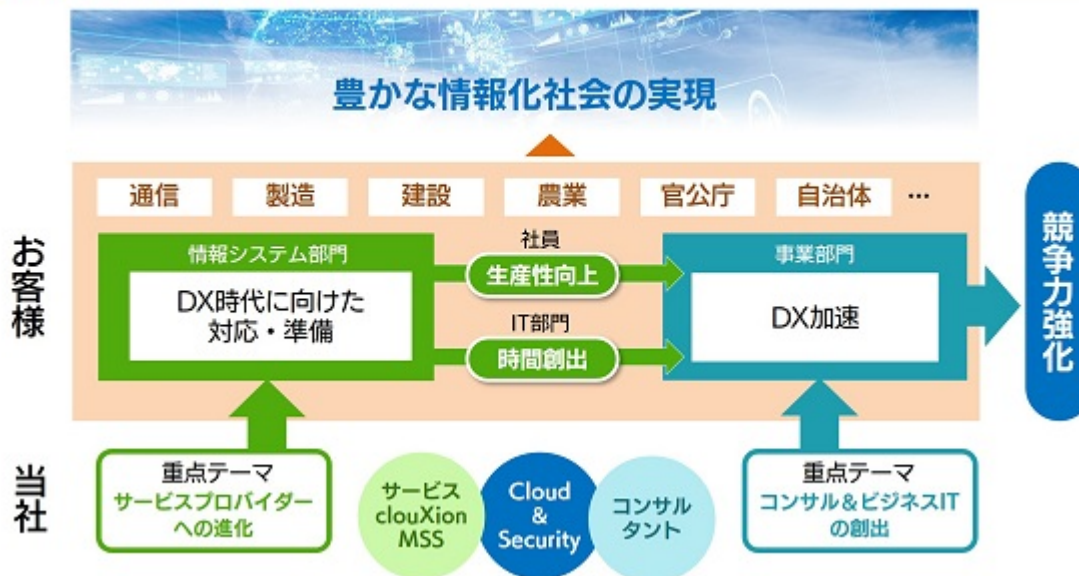 豊かな情報化社会の実現
通信 製造 建設 農業 官公庁 自治体 …
お客様
情報システム部門
DX時代に向けた
対応・準備
社員
生産性向上
IT部門
時間創出
事業部門
DX加速
競争力強化
当社
重点テーマ
サービスプロバイダー
への進化
サービス
clouXion
MSS
Cloud
&
Security
コンサル
タント
重点テーマ
コンサル&ビジネスIT
の創出